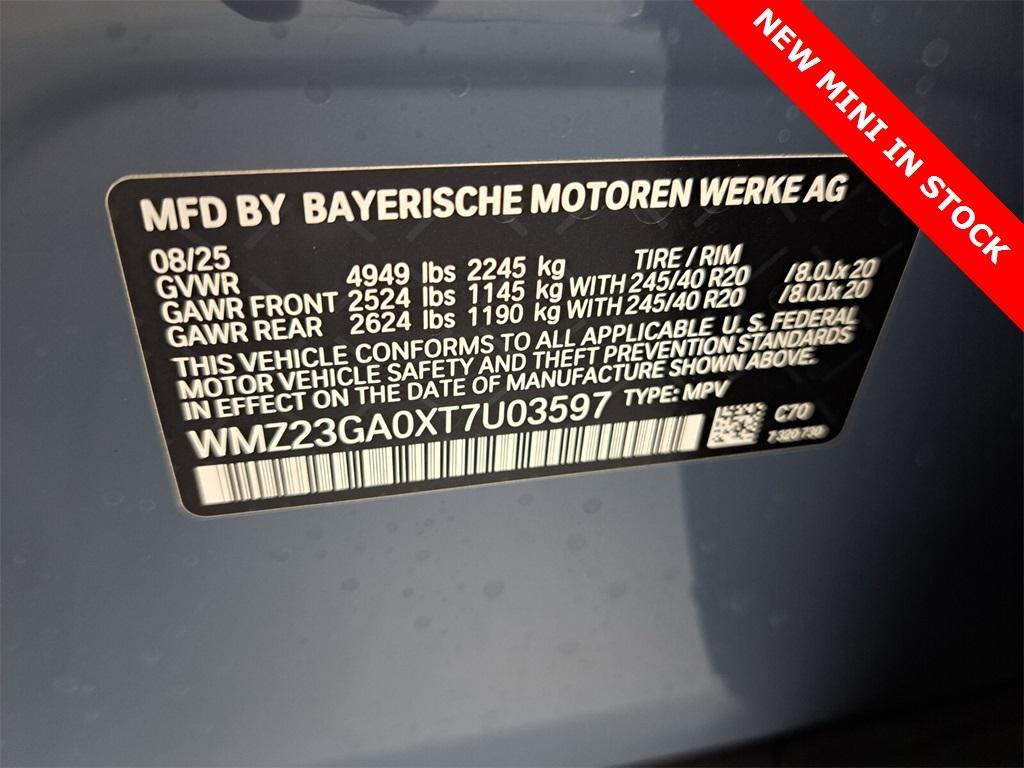 NEW MINI IN STOCK
MFD BY BAYERISCHE MOTOREN WERKE AG
08/25 TIRE / RIM
GVWR 4949 lbs 2245 kg
GAWR FRONT 2524 lbs 1145 kg WITH 245/40 R20 /8.0Jx20
GAWR REAR 2624 lbs 1190 kg WITH 245/40 R20 /8.0Jx20
THIS VEHICLE CONFORMS TO ALL APPLICABLE U.S. FEDERAL
MOTOR VEHICLE SAFETY AND THEFT PREVENTION STANDARDS
IN EFFECT ON THE DATE OF MANUFACTURE SHOWN ABOVE.
WMZ23GA0XT7U03597 TYPE: MPV
C70
7 320 730